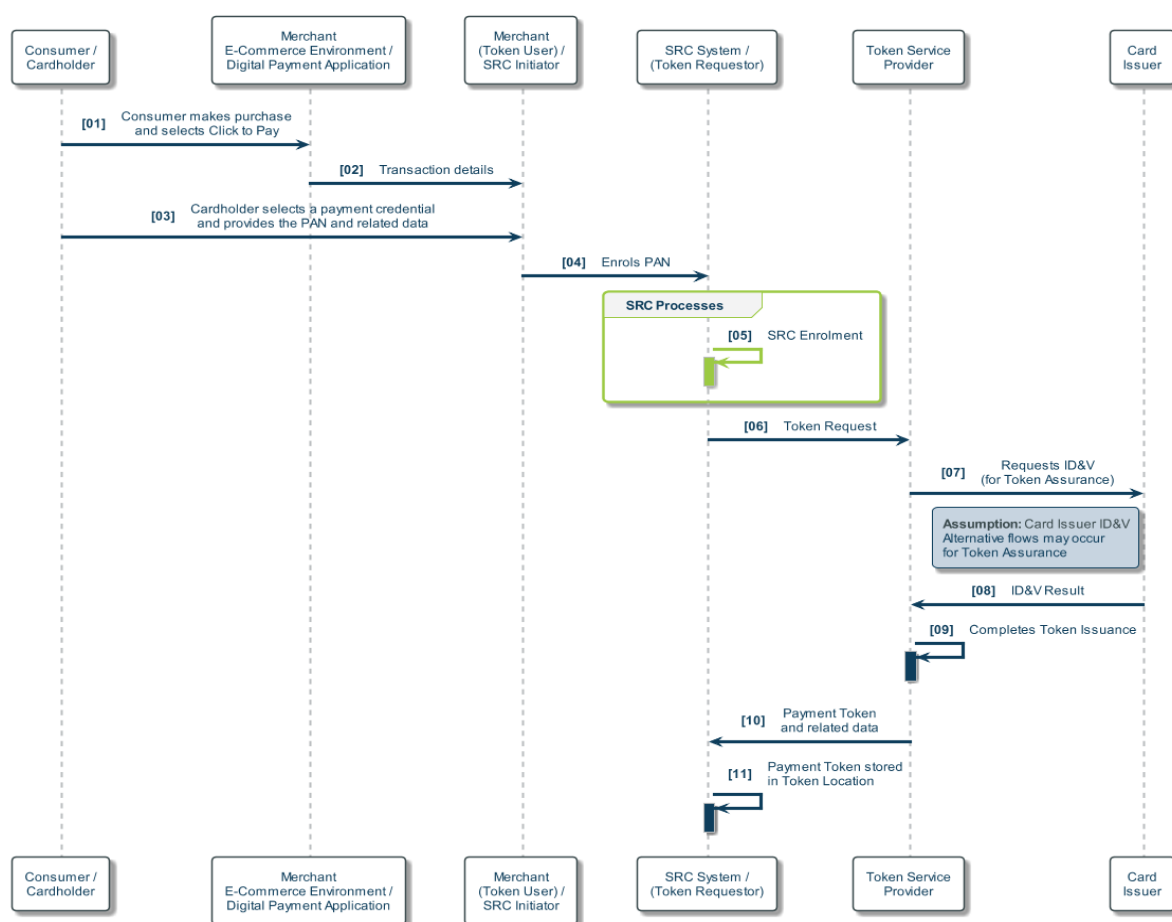 Consumer /
Cardholder
Merchant
E-Commerce Environment /
Digital Payment Application
Merchant
(Token User) /
SRC Initiator
SRC System /
(Token Requestor)
Token Service
Provider
Card
Issuer
[01] Consumer makes purchase
and selects Click to Pay
[02] Transaction details
[03] Cardholder selects a payment credential
and provides the PAN and related data
[04] Enrols PAN
SRC Processes
[05] SRC Enrolment
[06] Token Request
[07] Requests ID&V
(for Token Assurance)
Assumption: Card Issuer ID&V
Alternative flows may occur
for Token Assurance
[08] ID&V Result
[09] Completes Token Issuance
[10] Payment Token
and related data
[11] Payment Token stored
in Token Location
Consumer /
Cardholder
Merchant
E-Commerce Environment /
Digital Payment Application
Merchant
(Token User) /
SRC Initiator
SRC System /
(Token Requestor)
Token Service
Provider
Card
Issuer